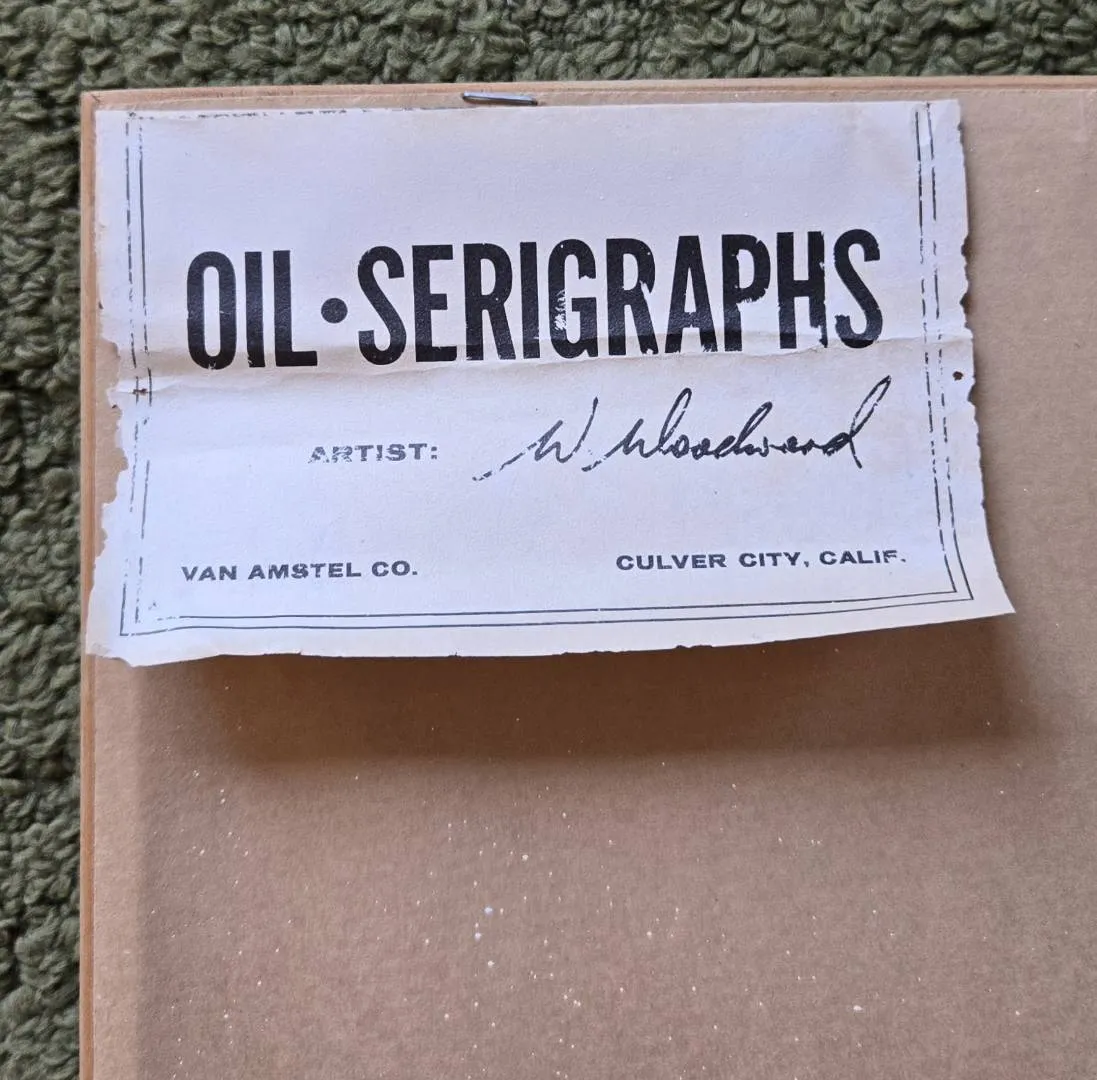 OIL•SERIGRAPHS
ARTIST: W. Woodward
VAN AMSTEL CO. CULVER CITY, CALIF.